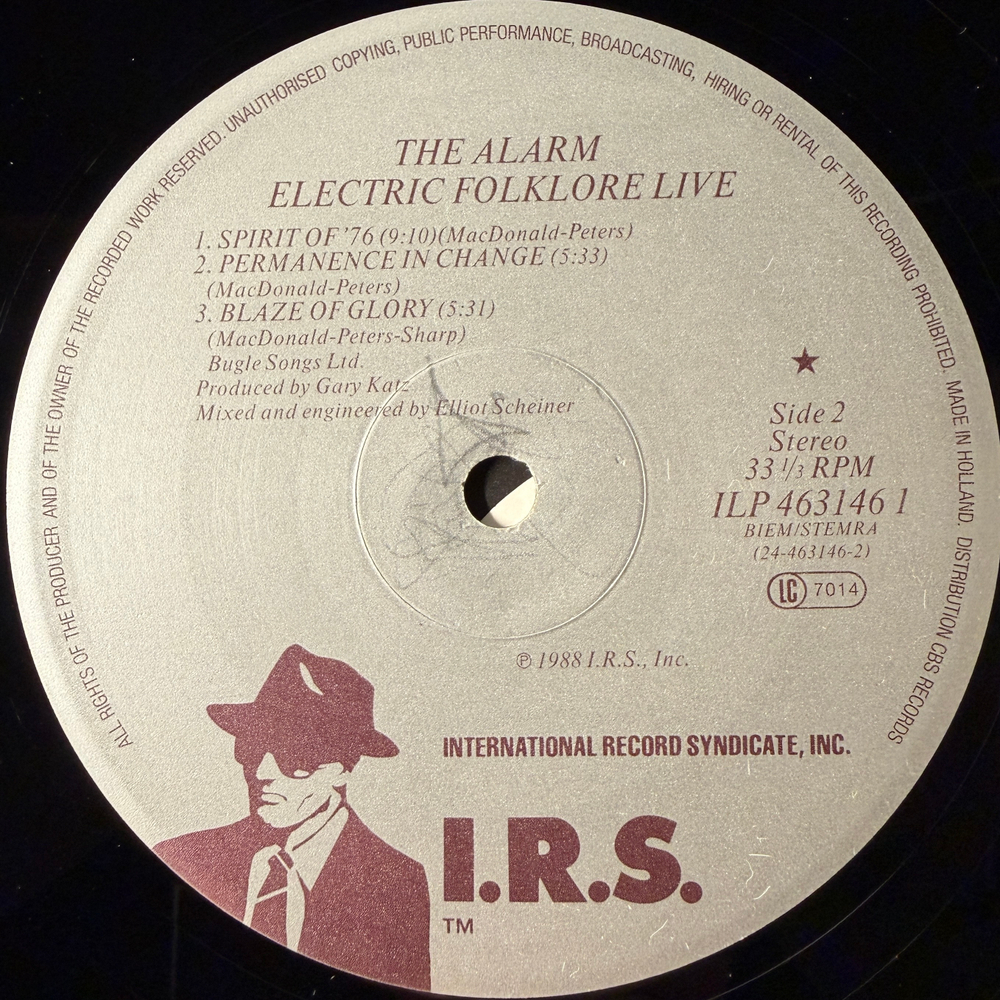 ALL RIGHTS OF THE PRODUCER AND OF THE OWNER OF THE RECORDED WORK RESERVED. UNAUTHORISED COPYING, PUBLIC PERFORMANCE, BROADCASTING, HIRING OR RENTAL OF THIS RECORDING PROHIBITED. MADE IN HOLLAND. DISTRIBUTION CBS RECORDS
THE ALARM
ELECTRIC FOLKLORE LIVE
1. SPIRIT OF '76 (9:10)(MacDonald-Peters)
2. PERMANENCE IN CHANGE (5:33)
(MacDonald-Peters)
3. BLAZE OF GLORY (5:31)
(MacDonald-Peters-Sharp)
Bugle Songs Ltd.
Produced by Gary Katz
Mixed and engineered by Elliot Scheiner
Side 2
Stereo
33 1/3 RPM
ILP 463146 1
BIEM/STEMRA
(24-463146-2)
LC 7014
℗ 1988 I.R.S., Inc.
INTERNATIONAL RECORD SYNDICATE, INC.
I.R.S.
TM